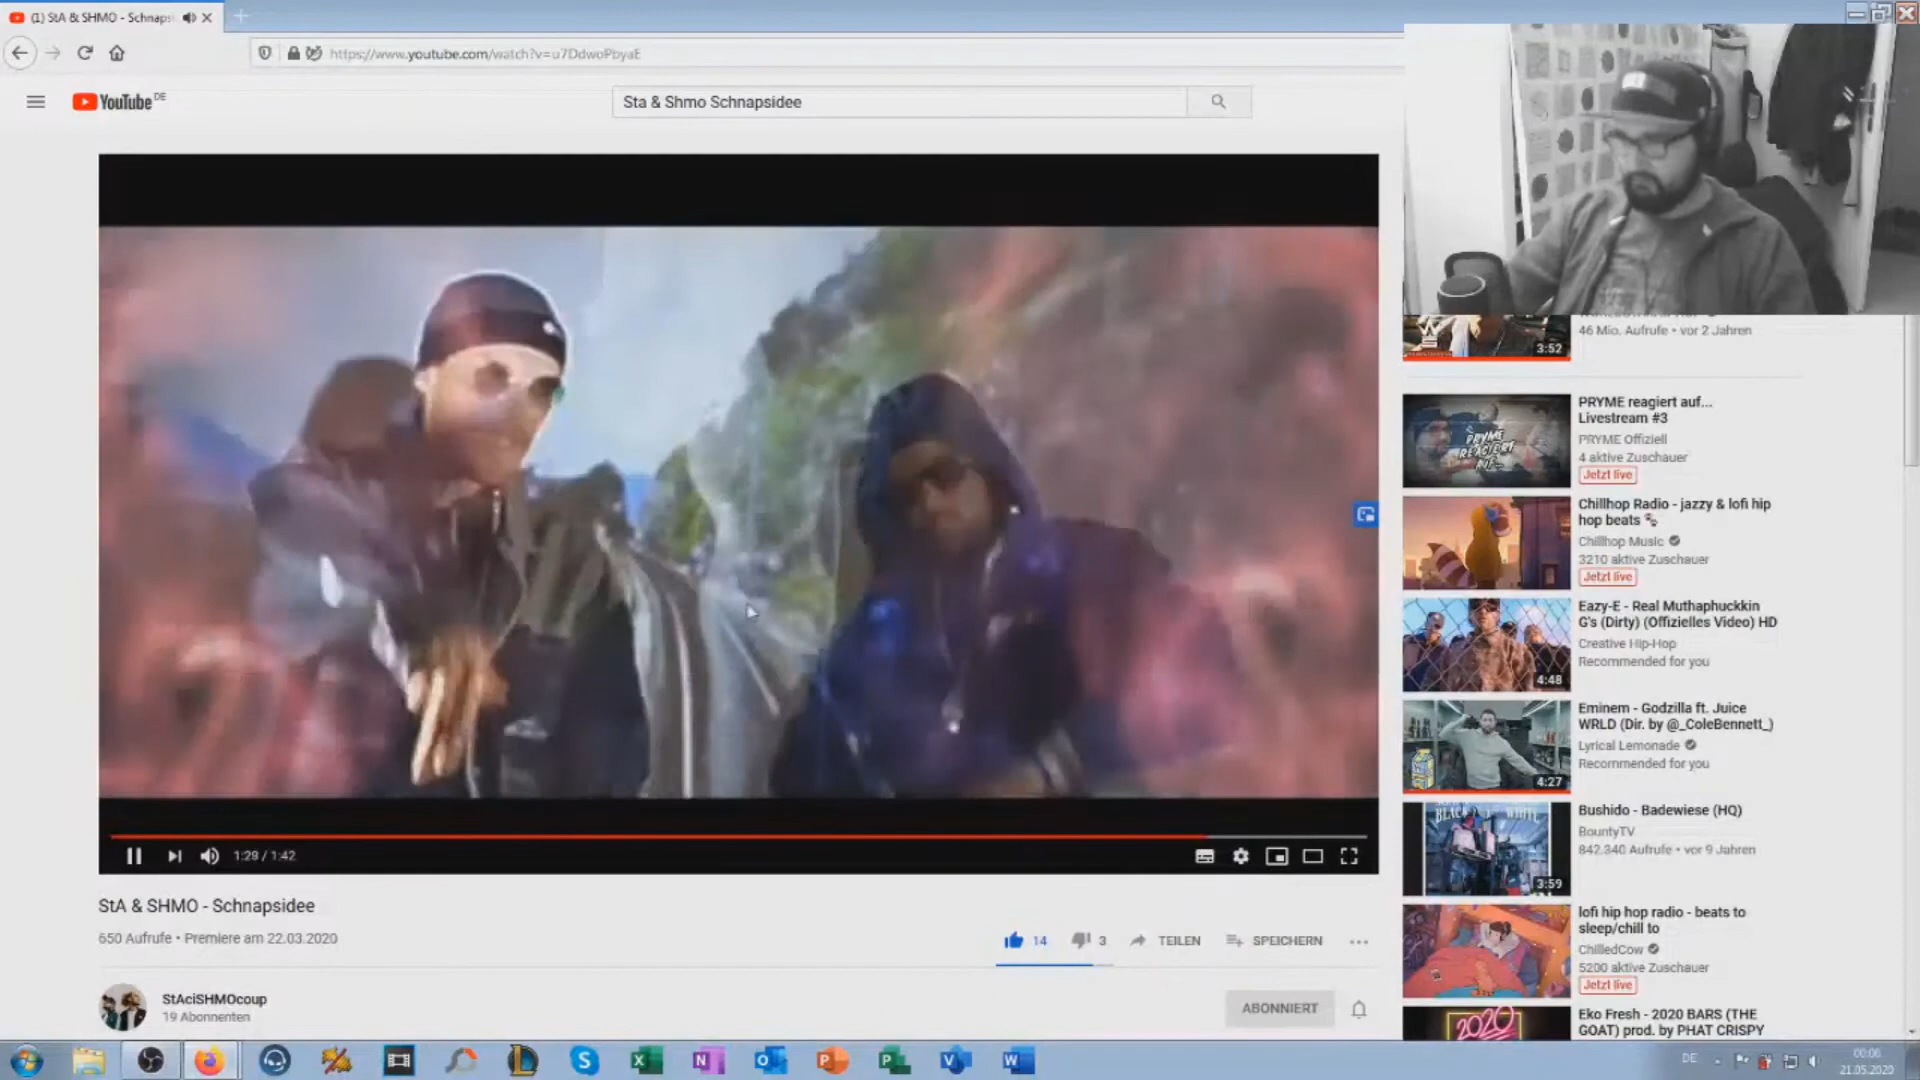 (1) StA & SHMO - Schnaps
https://www.youtube.com/watch?v=u7DdwoPbyaE
YouTube DE
Sta & Shmo Schnapsidee
46 Mio. Aufrufe • vor 2 Jahren
3:52
PRYME REAGIERT AUF...
PRYME reagiert auf...
Livestream #3
PRYME Offiziell
4 aktive Zuschauer
Jetzt live
Chillhop Radio - jazzy & lofi hip
hop beats
Chillhop Music
3210 aktive Zuschauer
Jetzt live
Eazy-E - Real Muthaphuckkin
G's (Dirty) (Offizielles Video) HD
Creative Hip-Hop
Recommended for you
4:48
Eminem - Godzilla ft. Juice
WRLD (Dir. by @_ColeBennett_)
Lyrical Lemonade
Recommended for you
4:27
Bushido - Badewiese (HQ)
BountyTV
842.340 Aufrufe • vor 9 Jahren
3:59
lofi hip hop radio - beats to
sleep/chill to
ChilledCow
5200 aktive Zuschauer
Jetzt live
2020
Eko Fresh - 2020 BARS (THE
GOAT) prod. by PHAT CRISPY
1:29 / 1:42
StA & SHMO - Schnapsidee
650 Aufrufe • Premiere am 22.03.2020
14
3
TEILEN
SPEICHERN
StAciSHMOcoup
19 Abonnenten
ABONNIERT
DE
00:06
21.05.2020